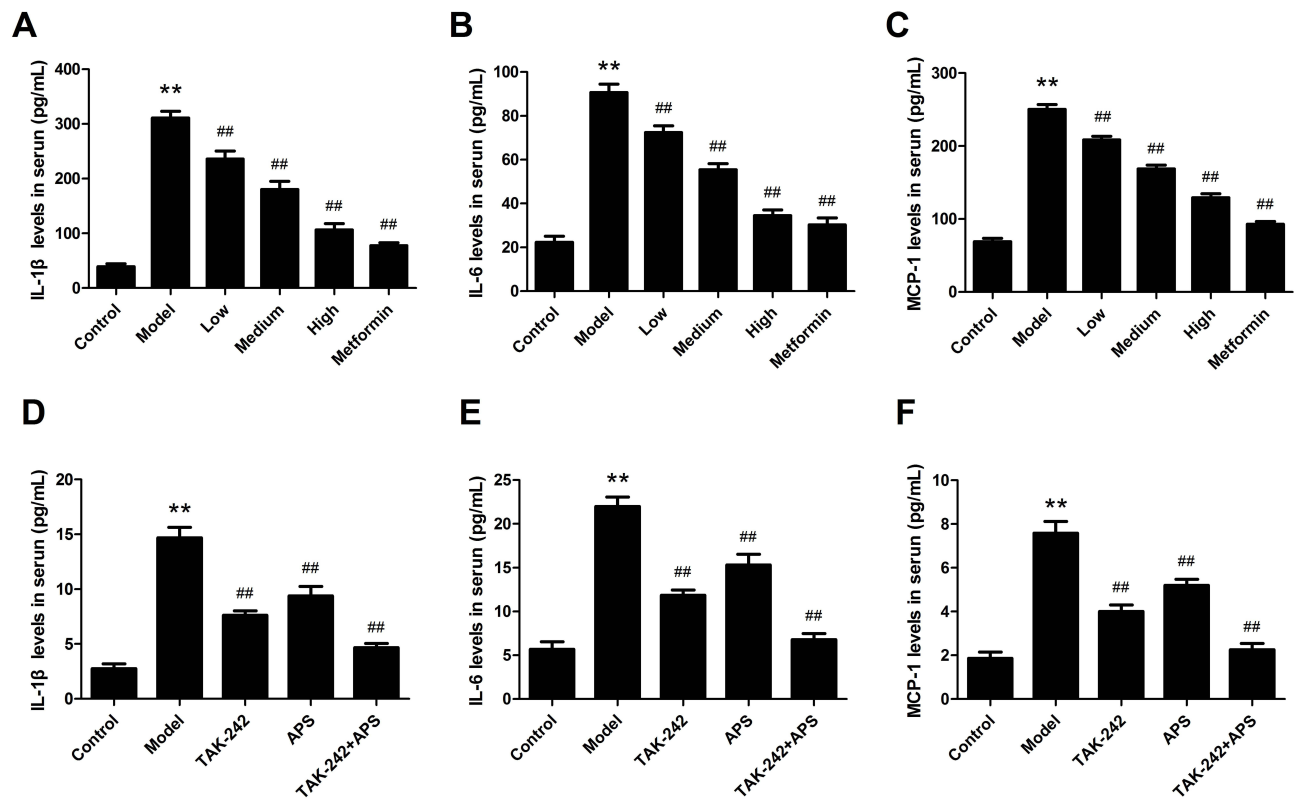 A
IL-1β levels in serun (pg/mL)
400
300
200
100
0
**
##
##
##
##
Control
Model
Low
Medium
High
Metformin
B
IL-6 levels in serun (pg/mL)
100
80
60
40
20
0
**
##
##
##
##
Control
Model
Low
Medium
High
Metformin
C
MCP-1 levels in serun (pg/mL)
300
200
100
0
**
##
##
##
##
Control
Model
Low
Medium
High
Metformin
D
IL-1β levels in serun (pg/mL)
20
15
10
5
0
**
##
##
##
Control
Model
TAK-242
APS
TAK-242+APS
E
IL-6 levels in serun (pg/mL)
25
20
15
10
5
0
**
##
##
##
Control
Model
TAK-242
APS
TAK-242+APS
F
MCP-1 levels in serun (pg/mL)
10
8
6
4
2
0
**
##
##
##
Control
Model
TAK-242
APS
TAK-242+APS